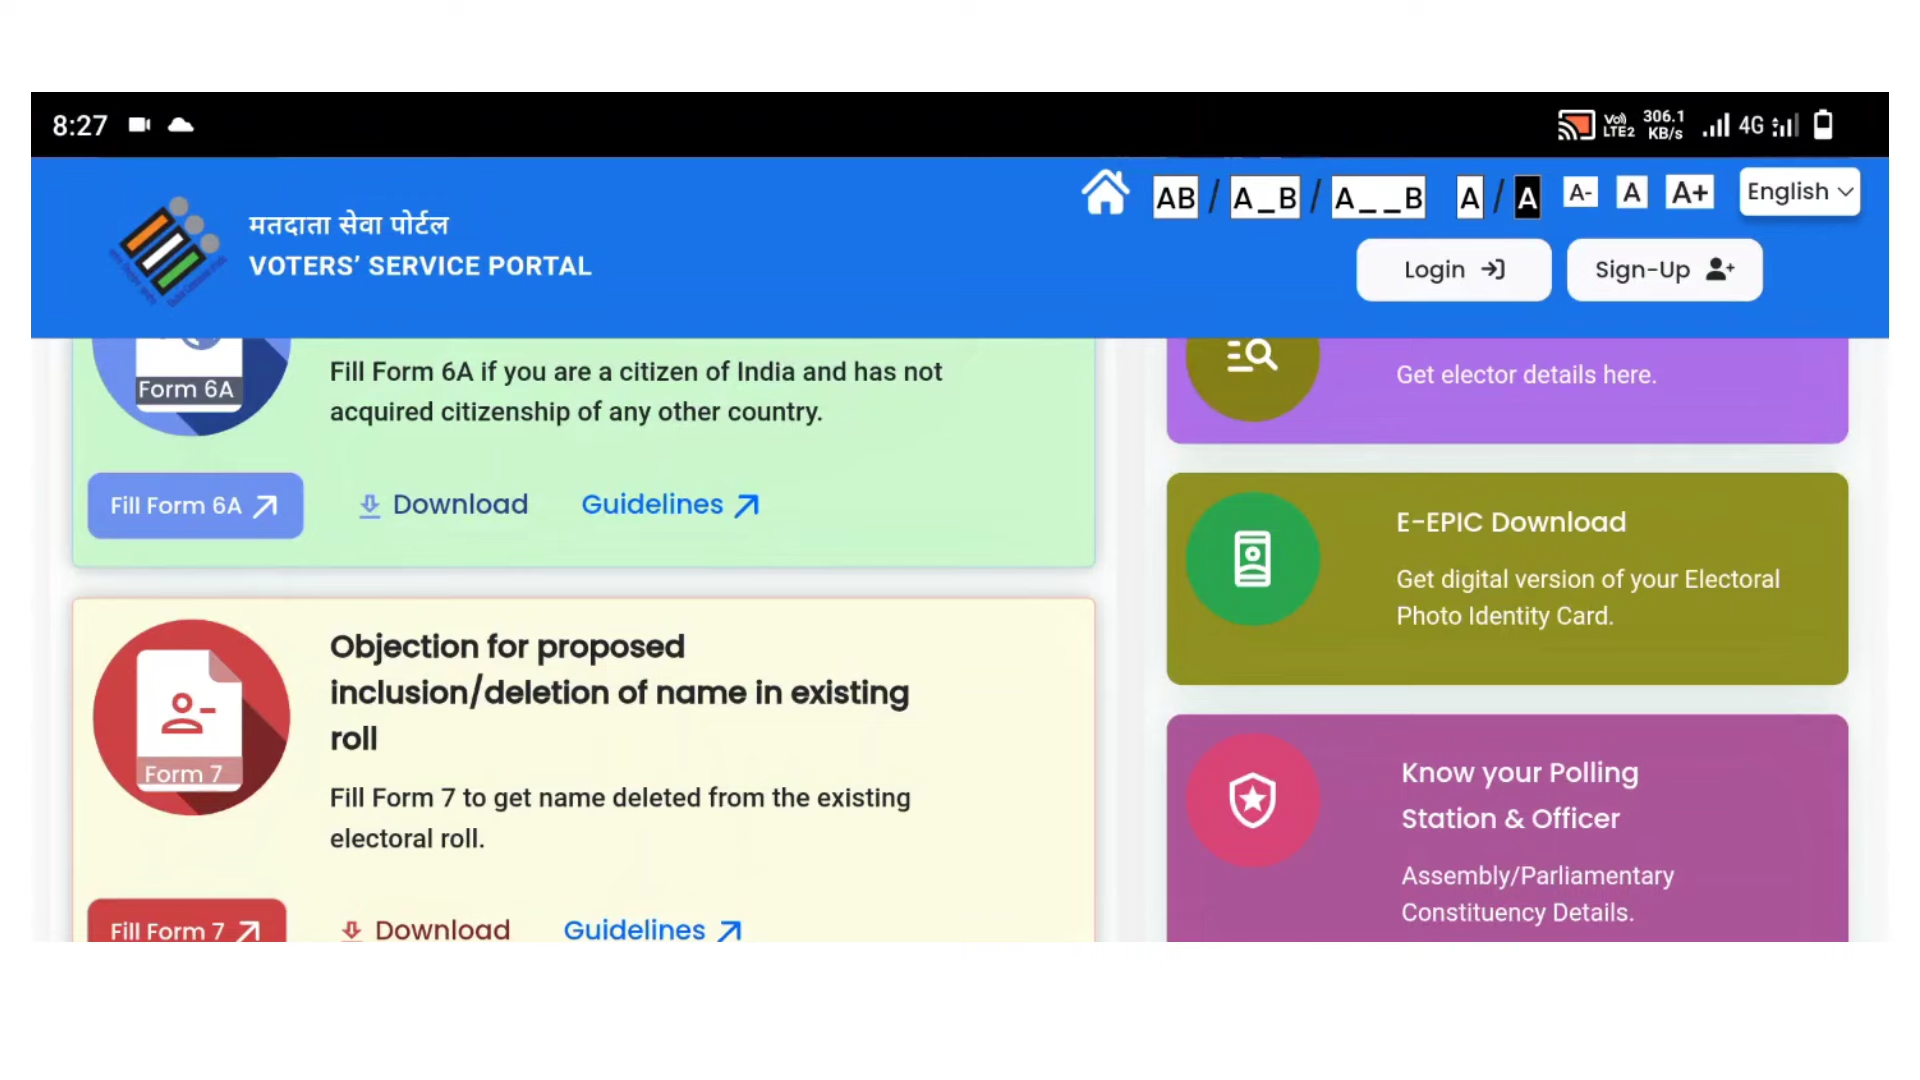 8:27
Vo) LTE2 306.1 KB/s 4G
मतदाता सेवा पोर्टल
VOTERS’ SERVICE PORTAL
AB / A_B / A__B A / A A- A A+ English
Login Sign-Up
Form 6A
Fill Form 6A if you are a citizen of India and has not
acquired citizenship of any other country.
Fill Form 6A Download Guidelines
Form 7
Objection for proposed
inclusion/deletion of name in existing
roll
Fill Form 7 to get name deleted from the existing
electoral roll.
Fill Form 7 Download Guidelines
Get elector details here.
E-EPIC Download
Get digital version of your Electoral
Photo Identity Card.
Know your Polling
Station & Officer
Assembly/Parliamentary
Constituency Details.